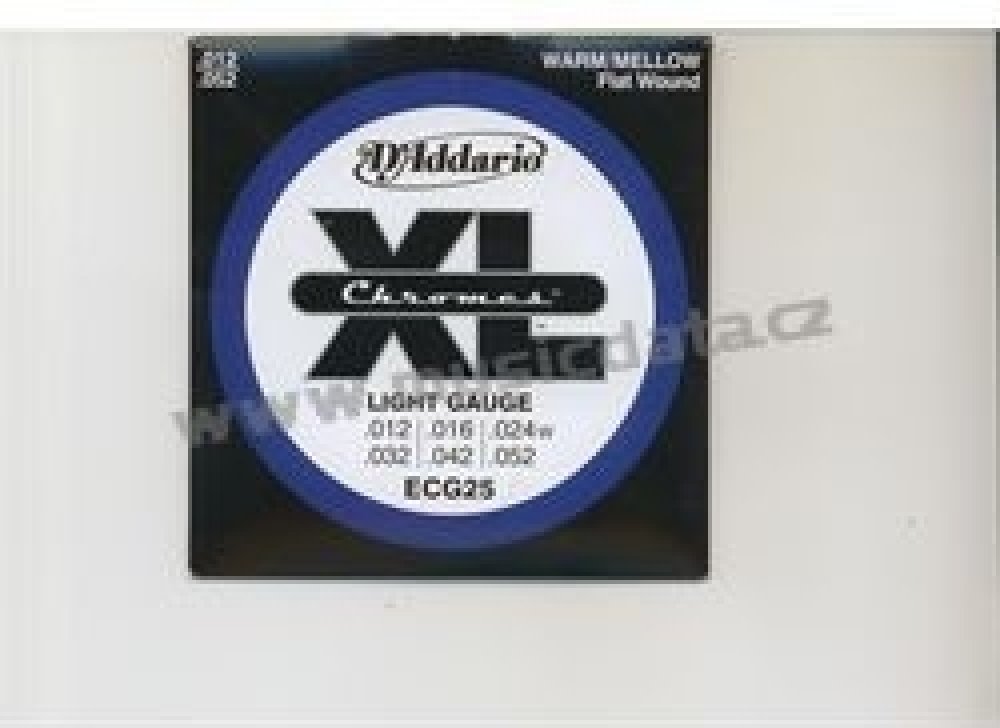 .012
.052
WARM/MELLOW
Flat Wound
D'Addario
XL
Chromes
LIGHT GAUGE
.012 .016 .024w
.032 .042 .052
ECG25
www.musicdata.cz